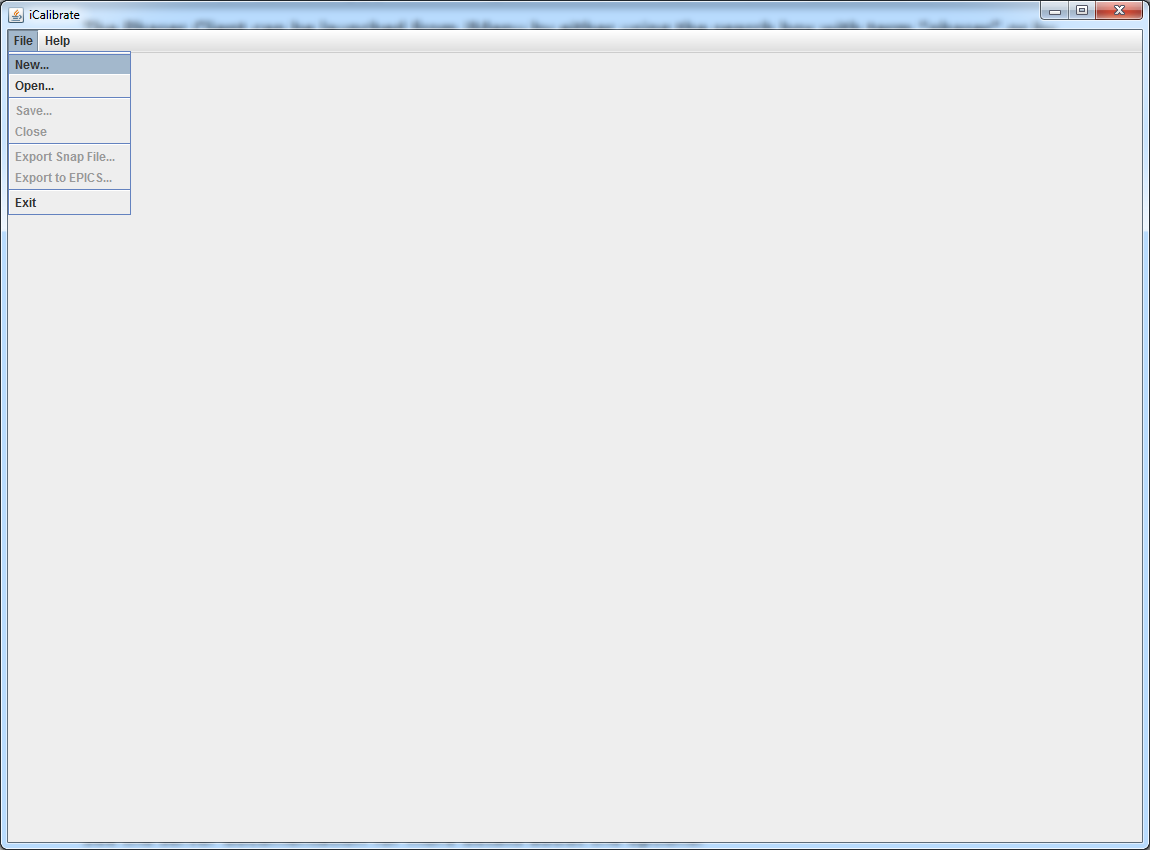 iCalibrate
File Help
New...
Open...
Save...
Close
Export Snap File...
Export to EPICS...
Exit